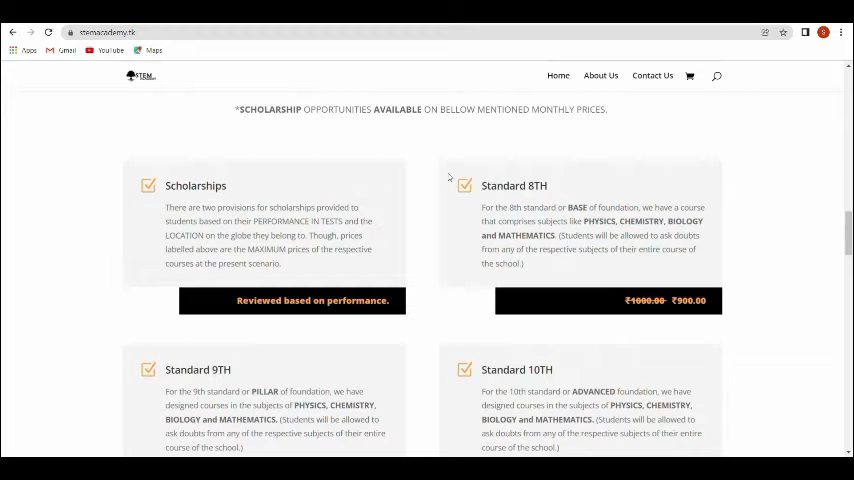 stemacademy.tk
Apps Gmail YouTube Maps
STEM
Home About Us Contact Us
*SCHOLARSHIP OPPORTUNITIES AVAILABLE ON BELLOW MENTIONED MONTHLY PRICES.
Scholarships
There are two provisions for scholarships provided to
students based on their PERFORMANCE IN TESTS and the
LOCATION on the globe they belong to. Though, prices
labelled above are the MAXIMUM prices of the respective
courses at the present scenario.
Reviewed based on performance.
Standard 8TH
For the 8th standard or BASE of foundation, we have a course
that comprises subjects like PHYSICS, CHEMISTRY, BIOLOGY
and MATHEMATICS. (Students will be allowed to ask doubts
from any of the respective subjects of their entire course of
the school.)
₹1000.00 ₹900.00
Standard 9TH
For the 9th standard or PILLAR of foundation, we have
designed courses in the subjects of PHYSICS, CHEMISTRY,
BIOLOGY and MATHEMATICS. (Students will be allowed to
ask doubts from any of the respective subjects of their entire
course of the school.)
Standard 10TH
For the 10th standard or ADVANCED foundation, we have
designed courses in the subjects of PHYSICS, CHEMISTRY,
BIOLOGY and MATHEMATICS. (Students will be allowed to
ask doubts from any of the respective subjects of their entire
course of the school.)